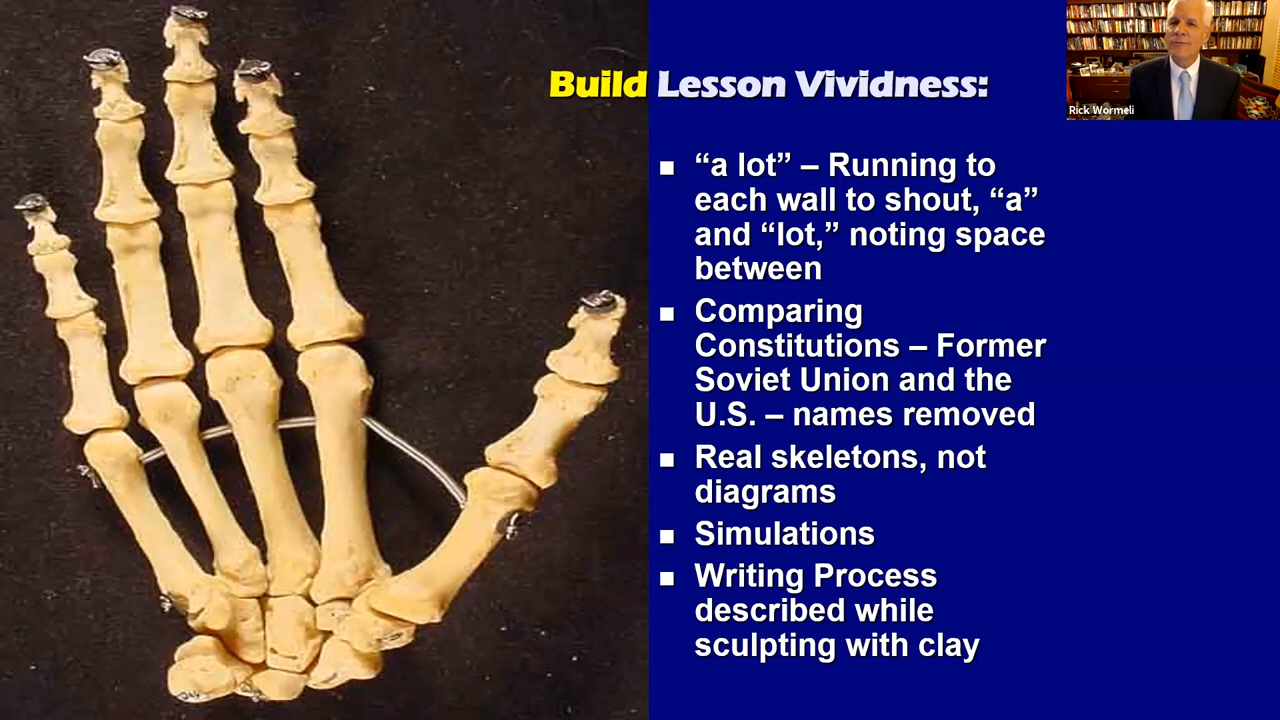 Build Lesson Vividness:
Rick Wormeli
▪ “a lot” – Running to
each wall to shout, “a”
and “lot,” noting space
between
▪ Comparing
Constitutions – Former
Soviet Union and the
U.S. – names removed
▪ Real skeletons, not
diagrams
▪ Simulations
▪ Writing Process
described while
sculpting with clay